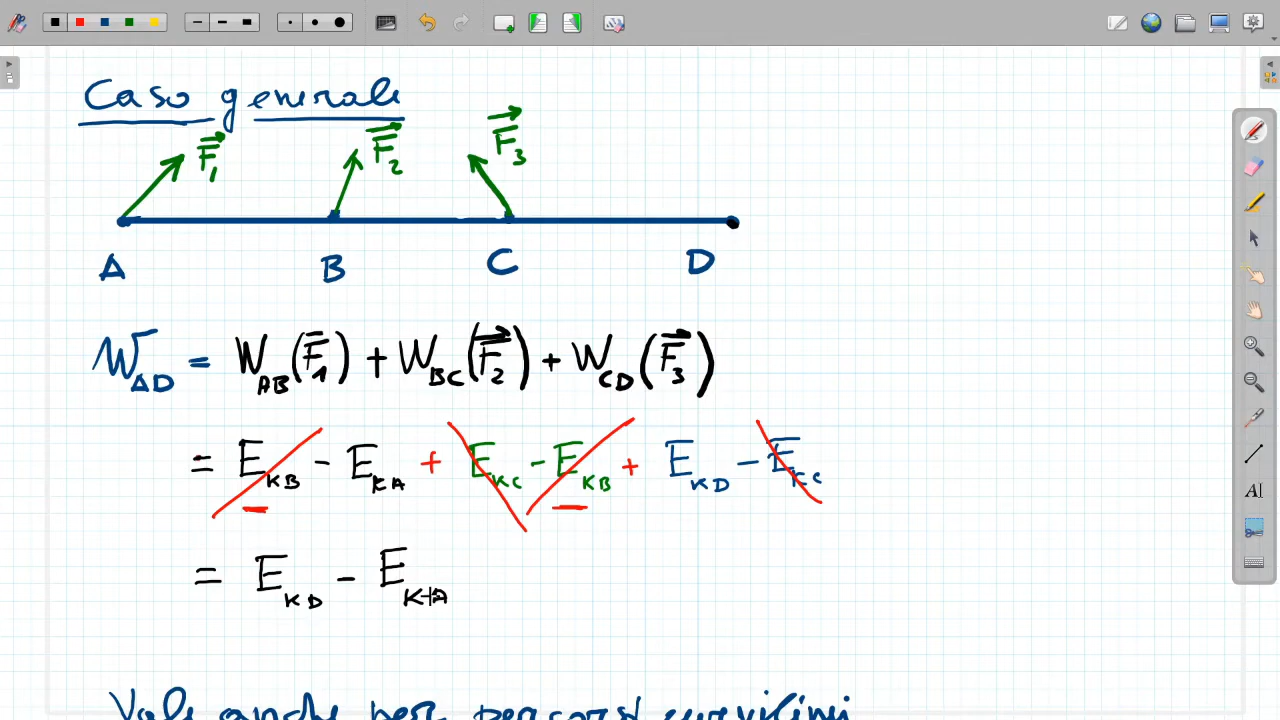 Caso generale
F₁ F₂ F₃
A B C D
W_AD = W_AB (F₁) + W_BC (F₂) + W_CD (F₃)
= E_KB - E_KA + E_KC - E_KB + E_KD - E_KC
= E_KD - E_KA
Vale anche per percorsi curvilinei
AI